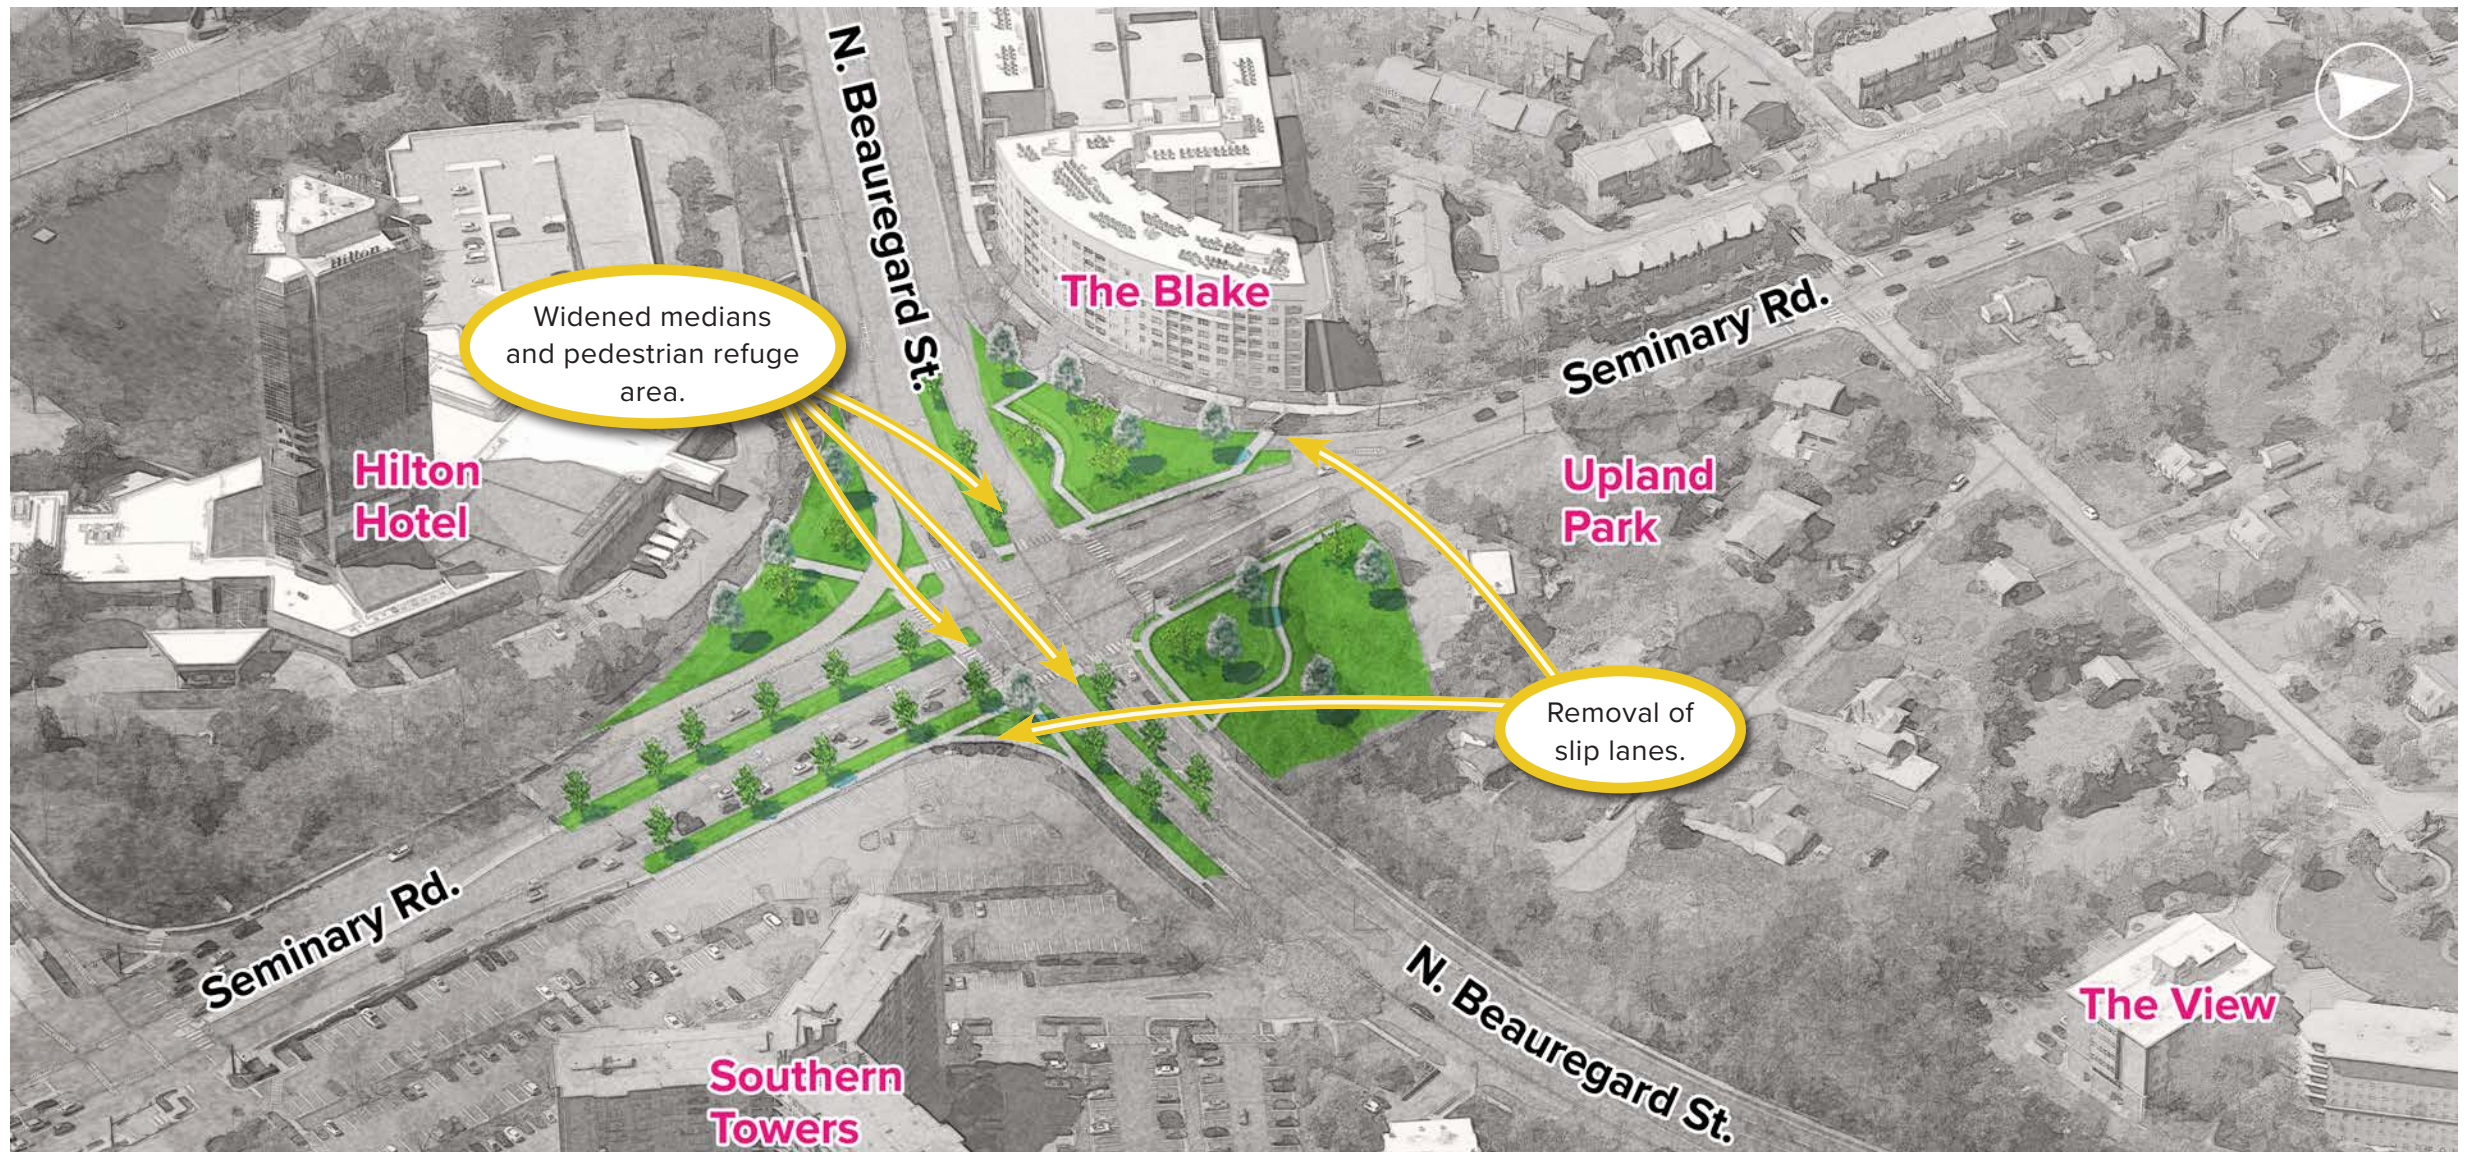 N. Beauregard St.
The Blake
Hilton
Widened medians
and pedestrian refuge
area.
Seminary Rd.
Hilton
Hotel
Upland
Park
Removal of
slip lanes.
Seminary Rd.
N. Beauregard St.
The View
Southern
Towers